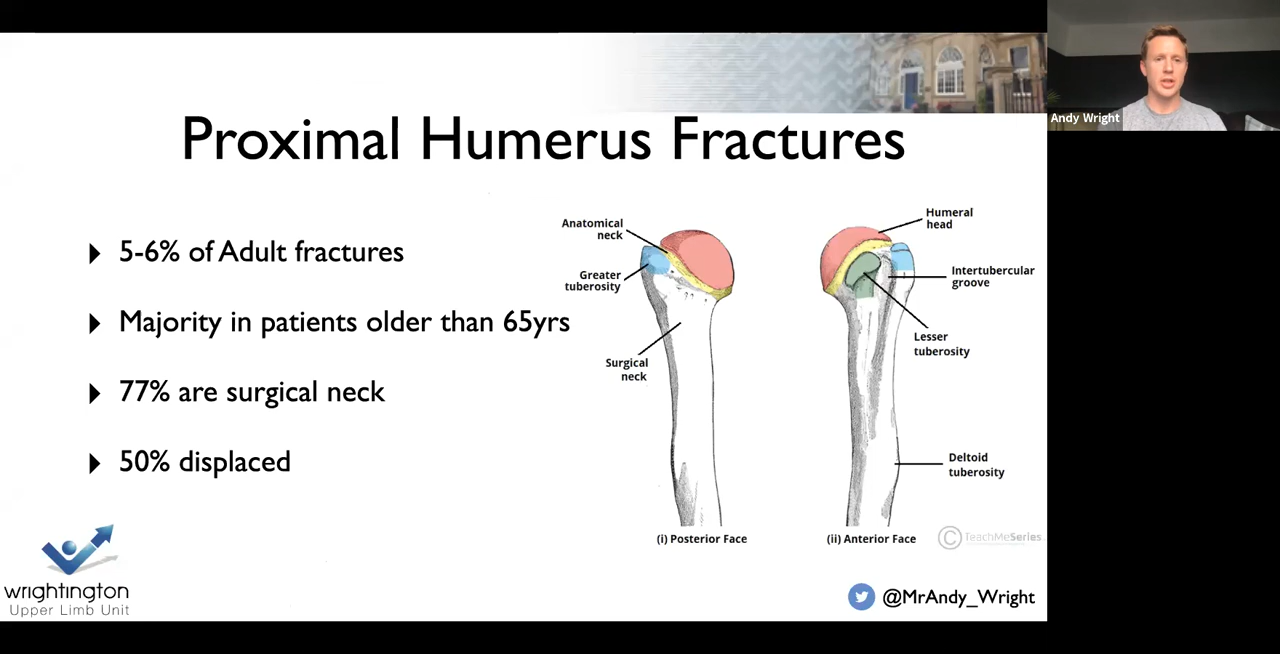 Proximal Humerus Fractures
5-6% of Adult fractures
Majority in patients older than 65yrs
77% are surgical neck
50% displaced
Anatomical
neck
Greater
tuberosity
Surgical
neck
(i) Posterior Face
Humeral
head
Intertubercular
groove
Lesser
tuberosity
Deltoid
tuberosity
(ii) Anterior Face
© TeachMeSeries
wrightington
Upper Limb Unit
@MrAndy_Wright
Andy Wright